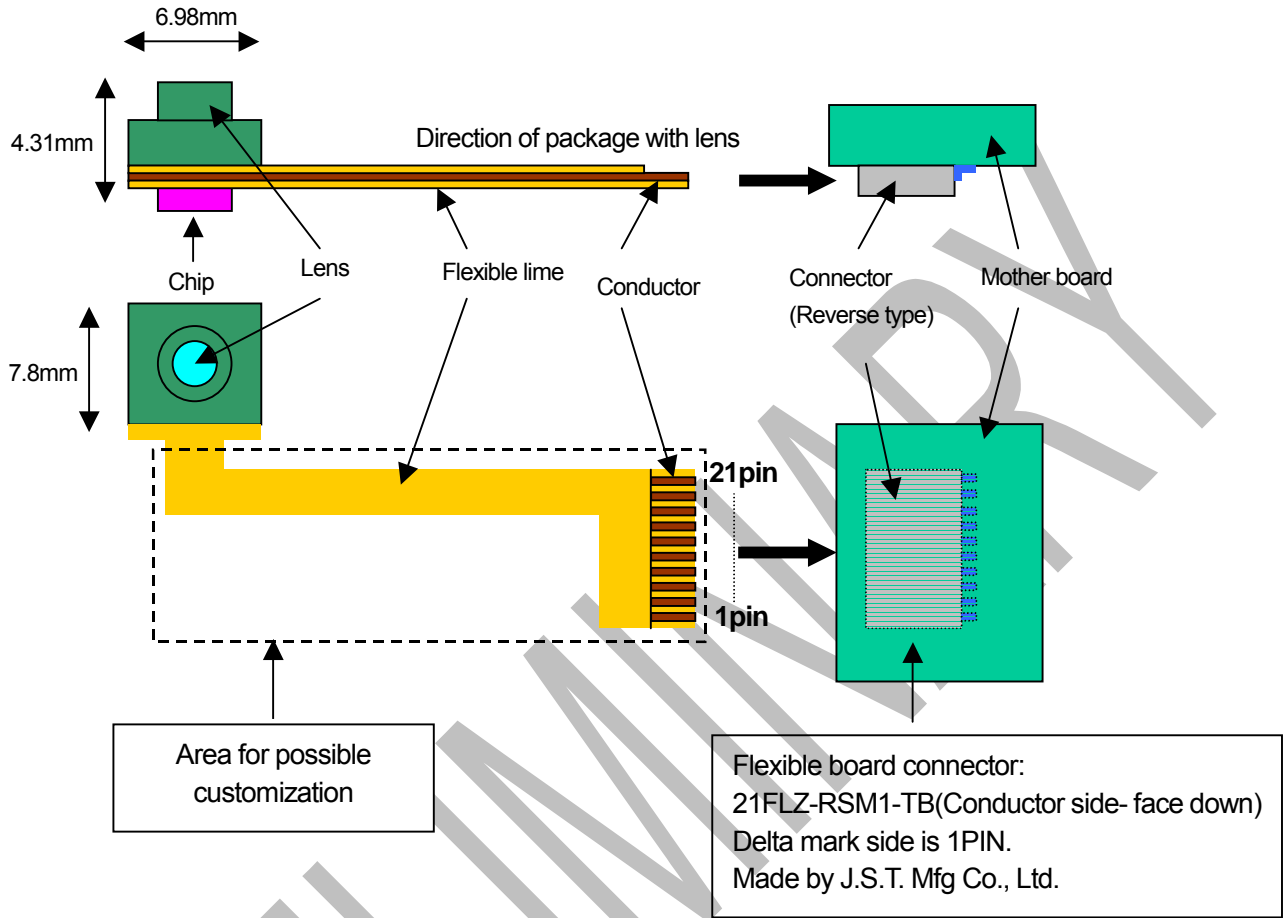 6.98mm
4.31mm
Direction of package with lens
Chip
Lens
Flexible lime
Conductor
Connector
(Reverse type)
Mother board
7.8mm
21pin
1pin
Area for possible
customization
Flexible board connector:
21FLZ-RSM1-TB(Conductor side- face down)
Delta mark side is 1PIN.
Made by J.S.T. Mfg Co., Ltd.